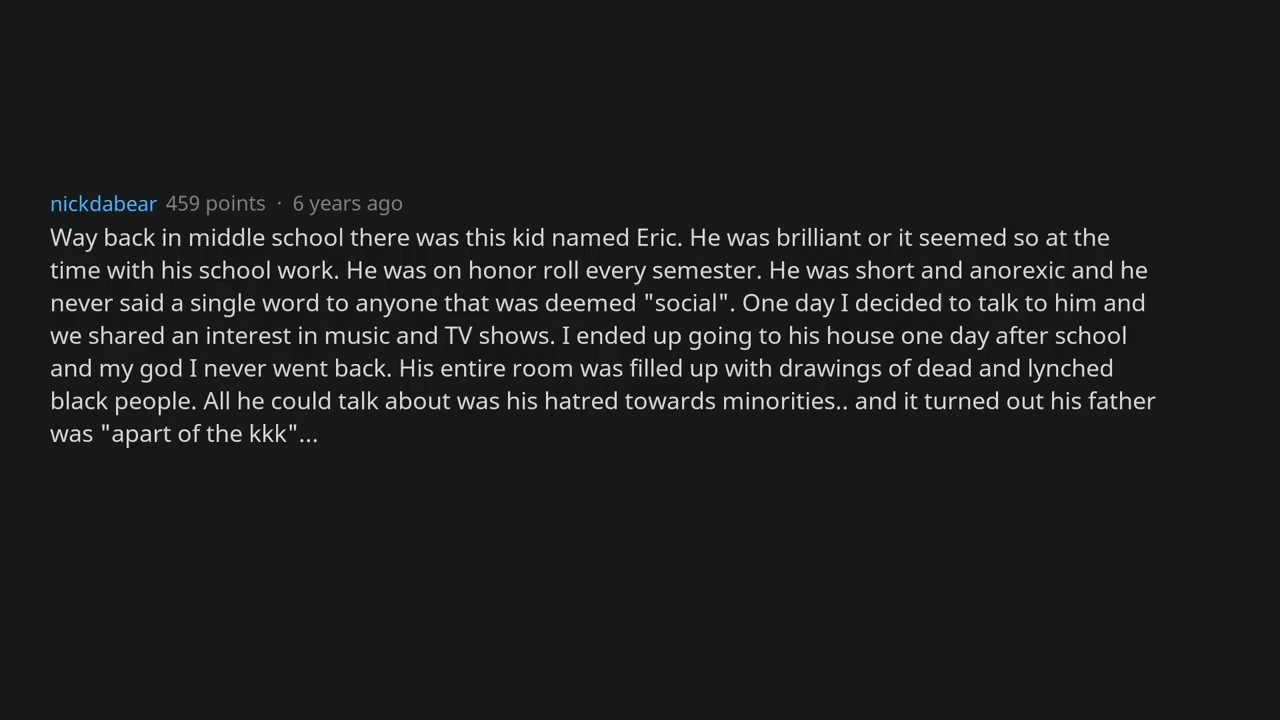 nickdabear 459 points · 6 years ago
Way back in middle school there was this kid named Eric. He was brilliant or it seemed so at the
time with his school work. He was on honor roll every semester. He was short and anorexic and he
never said a single word to anyone that was deemed "social". One day I decided to talk to him and
we shared an interest in music and TV shows. I ended up going to his house one day after school
and my god I never went back. His entire room was filled up with drawings of dead and lynched
black people. All he could talk about was his hatred towards minorities.. and it turned out his father
was "apart of the kkk"...